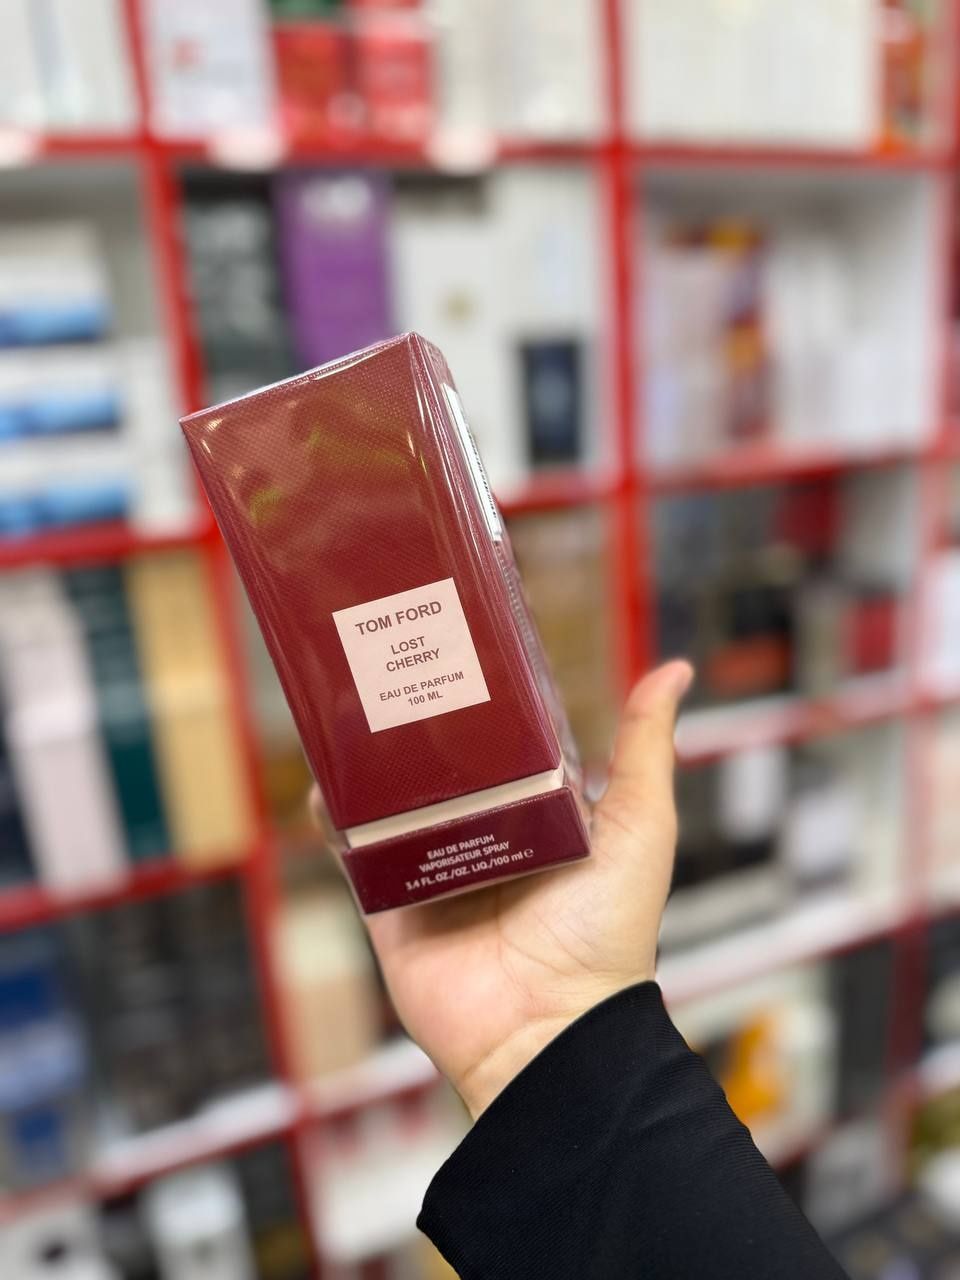 TOM FORD
LOST
CHERRY
EAU DE PARFUM
100 ML
EAU DE PARFUM
VAPORISATEUR SPRAY
3.4 FL.OZ./OZ. LIQ./100 ml ℮